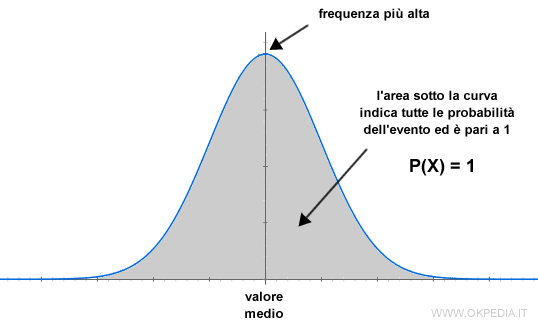 frequenza più alta
l'area sotto la curva
indica tutte le probabilità
dell'evento ed è pari a 1
P(X) = 1
valore
medio
WWW.OKPEDIA.IT